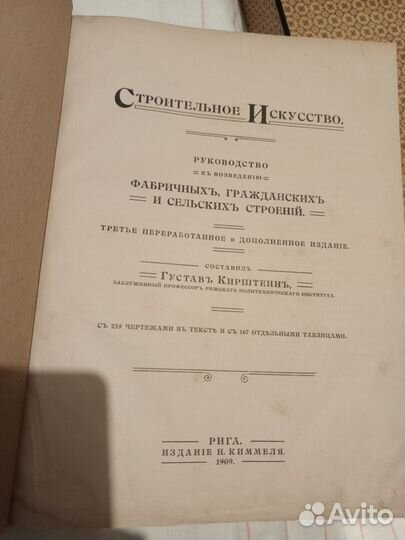 Строительное Искусство.
Руководство
къ возведенію
фабричныхъ, гражданскихъ
и сельскихъ строеній.
Третье переработанное и дополненное изданіе.
составилъ
Густавъ Кирштейнъ,
заслуженный профессоръ рижскаго политехническаго института.
Съ 259 чертежами въ текстѣ и съ 167 отдѣльными таблицами.
Рига.
Изданіе Н. Киммеля.
1909.
Avito